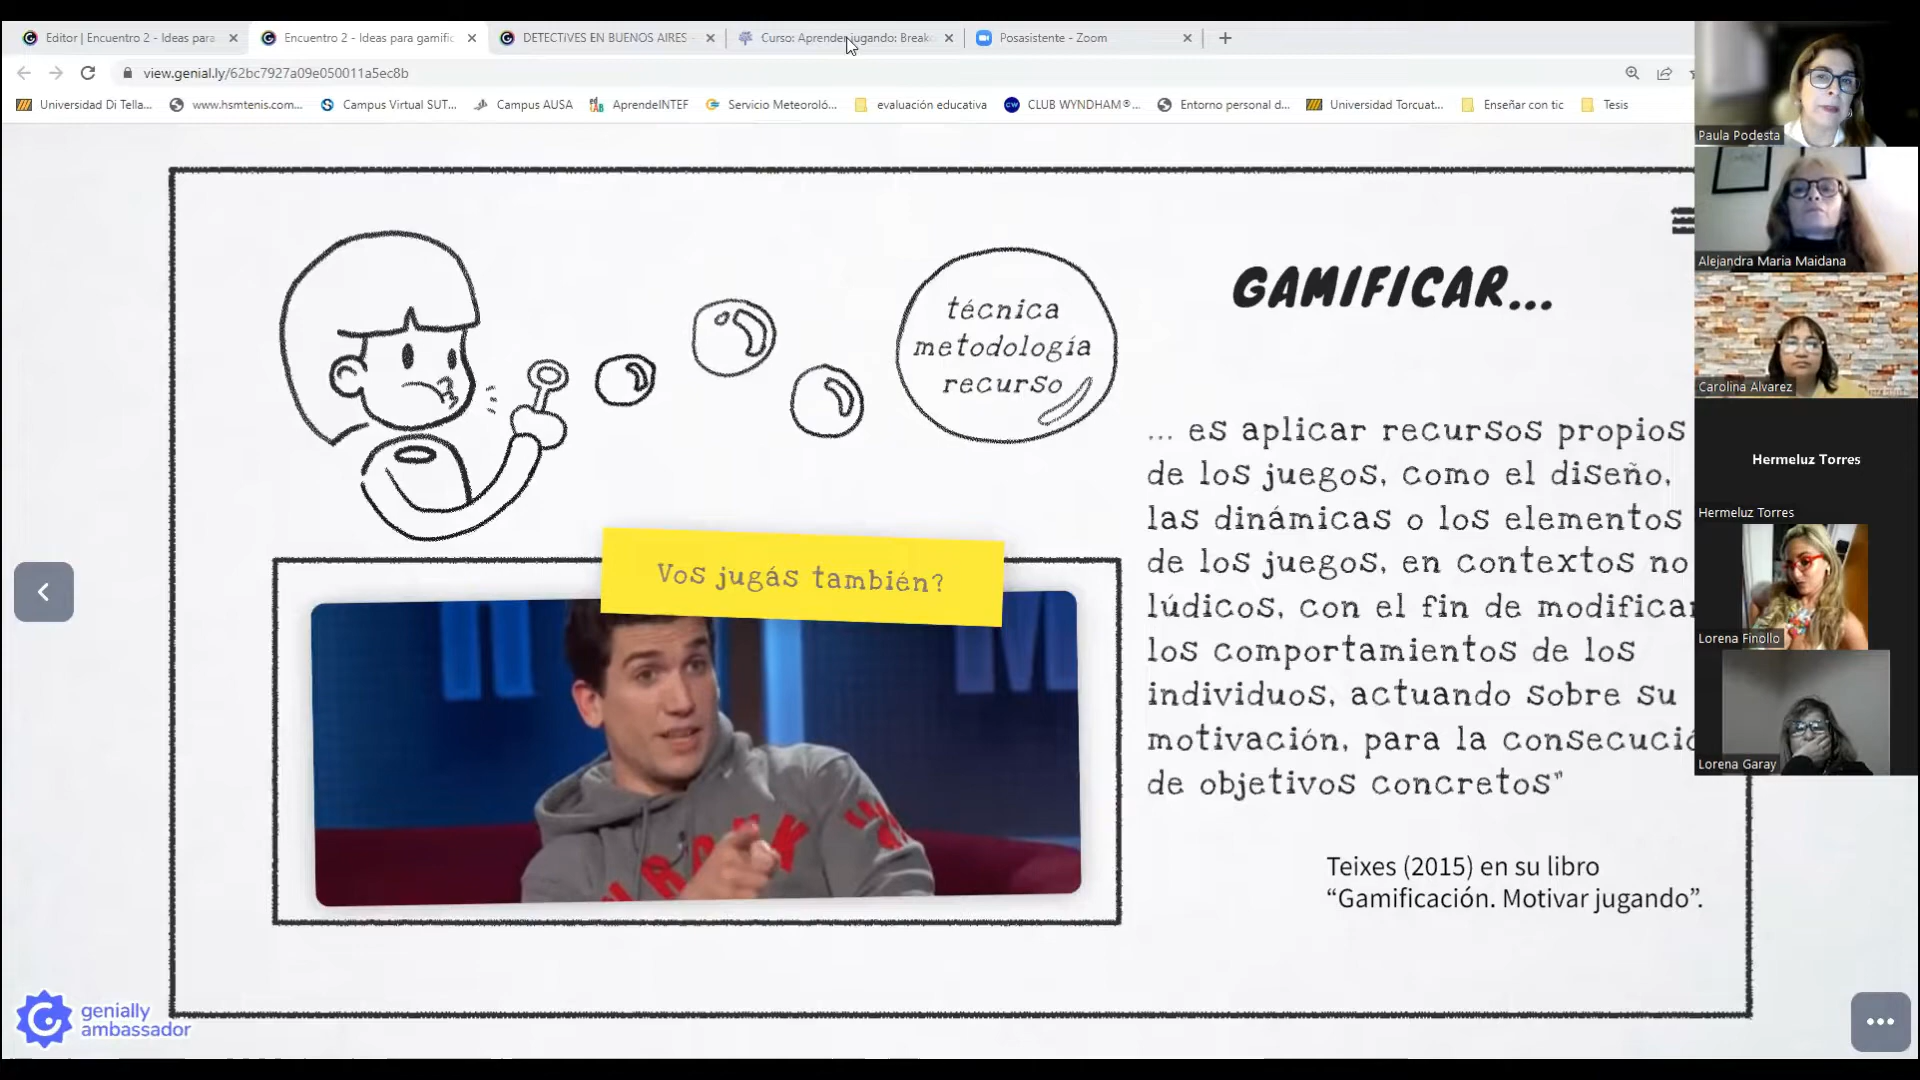 Editor | Encuentro 2 - Ideas para
Encuentro 2 - Ideas para gamific
DETECTIVES EN BUENOS AIRES -
Curso: Aprender jugando: Break
Posasistente - Zoom
view.genial.ly/62bc7927a09e050011a5ec8b
Universidad Di Tella...
www.hsmtenis.com...
Campus Virtual SUT...
Campus AUSA
AprendeINTEF
Servicio Meteoroló...
evaluación educativa
CLUB WYNDHAM®...
Entorno personal d...
Universidad Torcuat...
Enseñar con tic
Tesis
técnica
metodología
recurso
GAMIFICAR...
... es aplicar recursos propios
de los juegos, como el diseño,
las dinámicas o los elementos
de los juegos, en contextos no
lúdicos, con el fin de modificar
los comportamientos de los
individuos, actuando sobre su
motivación, para la consecució
de objetivos concretos"
Teixes (2015) en su libro
“Gamificación. Motivar jugando”.
Vos jugás también?
genially
ambassador
Paula Podesta
Alejandra Maria Maidana
Carolina Alvarez
Hermeluz Torres
Hermeluz Torres
Lorena Finollo
Lorena Garay